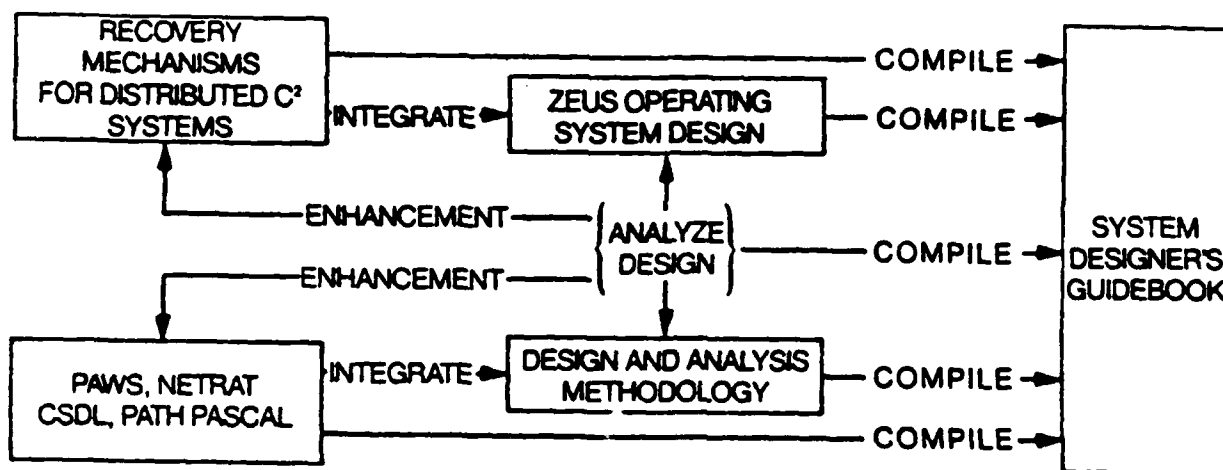 RECOVERY
MECHANISMS
FOR DISTRIBUTED C²
SYSTEMS
COMPILE
INTEGRATE
ZEUS OPERATING
SYSTEM DESIGN
COMPILE
ENHANCEMENT
ANALYZE
DESIGN
COMPILE
SYSTEM
DESIGNER'S
GUIDEBOOK
ENHANCEMENT
PAWS, NETRAT
CSDL, PATH PASCAL
INTEGRATE
DESIGN AND ANALYSIS
METHODOLOGY
COMPILE
COMPILE